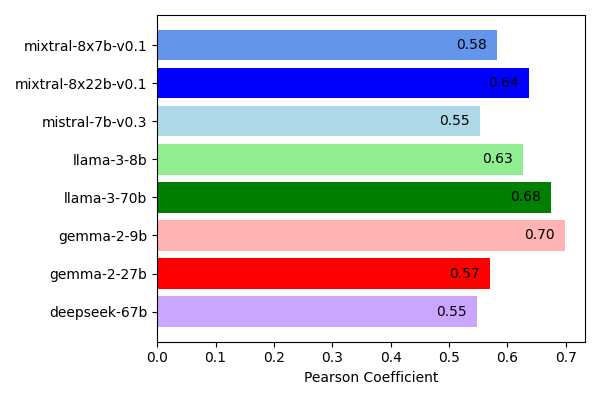 mixtral-8x7b-v0.1 0.58
mixtral-8x22b-v0.1 0.64
mistral-7b-v0.3 0.55
llama-3-8b 0.63
llama-3-70b 0.68
gemma-2-9b 0.70
gemma-2-27b 0.57
deepseek-67b 0.55
0.0 0.1 0.2 0.3 0.4 0.5 0.6 0.7
Pearson Coefficient